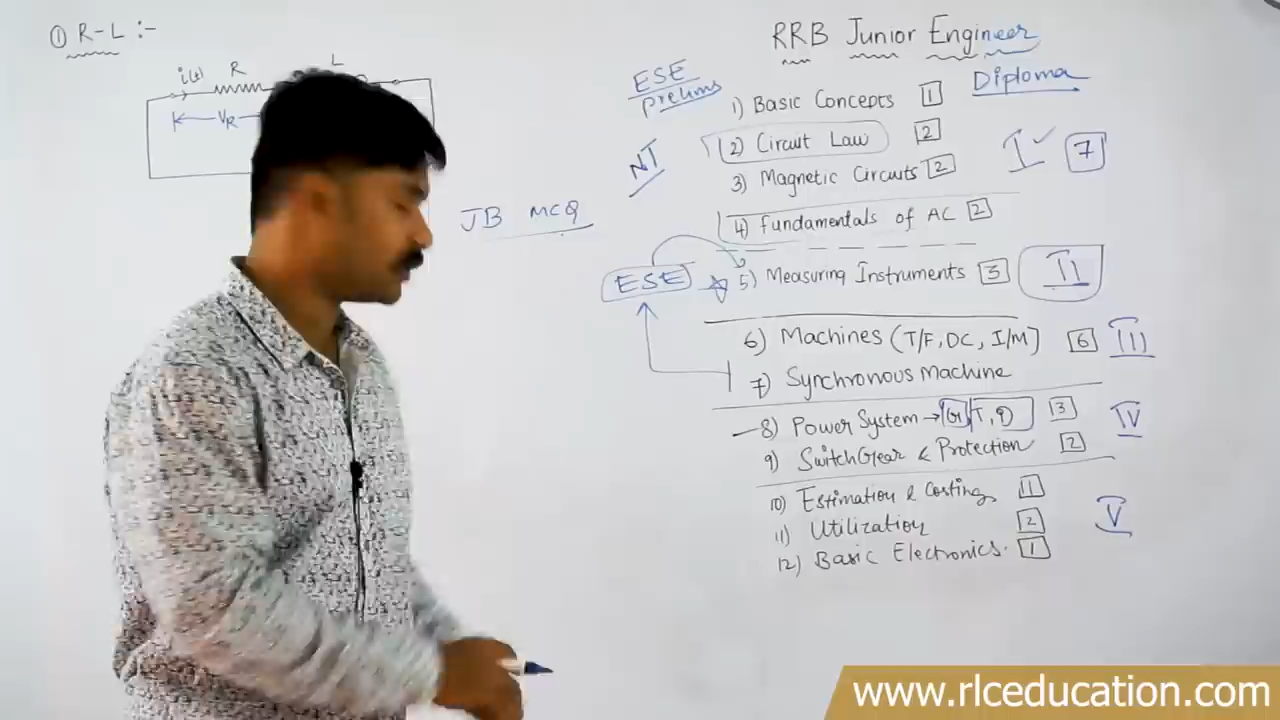 ① R-L :-
i(t) R L
VR
JB MCQ
ESE
prelims
NT
ESE
RRB Junior Engineer
Diploma
1) Basic Concepts 1
2) Circuit Law 2
3) Magnetic Circuits 2
I ✓ 7
4) Fundamentals of AC 2
5) Measuring Instruments 3 II
6) Machines (T/F, DC, I/M) 6 III
7) Synchronous Machine
8) Power System → G, T, D 3 IV
9) SwitchGear & Protection 2
10) Estimation & Costing 1
11) Utilization 2 V
12) Basic Electronics. 1
www.rlceducation.com